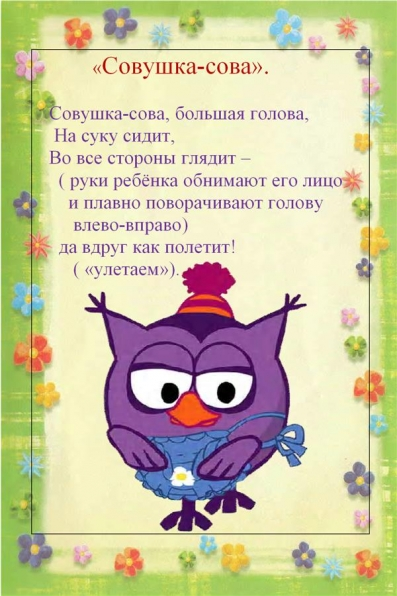 «Совушка-сова».
Совушка-сова, большая голова,
На суку сидит,
Во все стороны глядит –
( руки ребёнка обнимают его лицо
и плавно поворачивают голову
влево-вправо)
да вдруг как полетит!
( «улетаем»).